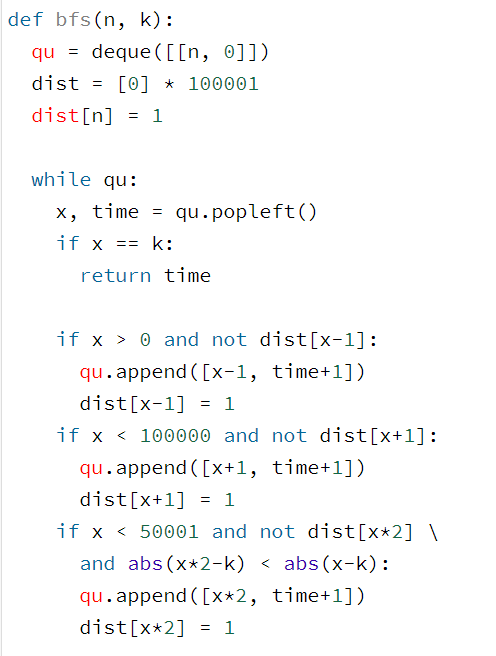 def bfs(n, k):
  qu = deque([[n, 0]])
  dist = [0] * 100001
  dist[n] = 1

  while qu:
    x, time = qu.popleft()
    if x == k:
      return time

    if x > 0 and not dist[x-1]:
      qu.append([x-1, time+1])
      dist[x-1] = 1
    if x < 100000 and not dist[x+1]:
      qu.append([x+1, time+1])
      dist[x+1] = 1
    if x < 50001 and not dist[x*2] \
      and abs(x*2-k) < abs(x-k):
      qu.append([x*2, time+1])
      dist[x*2] = 1